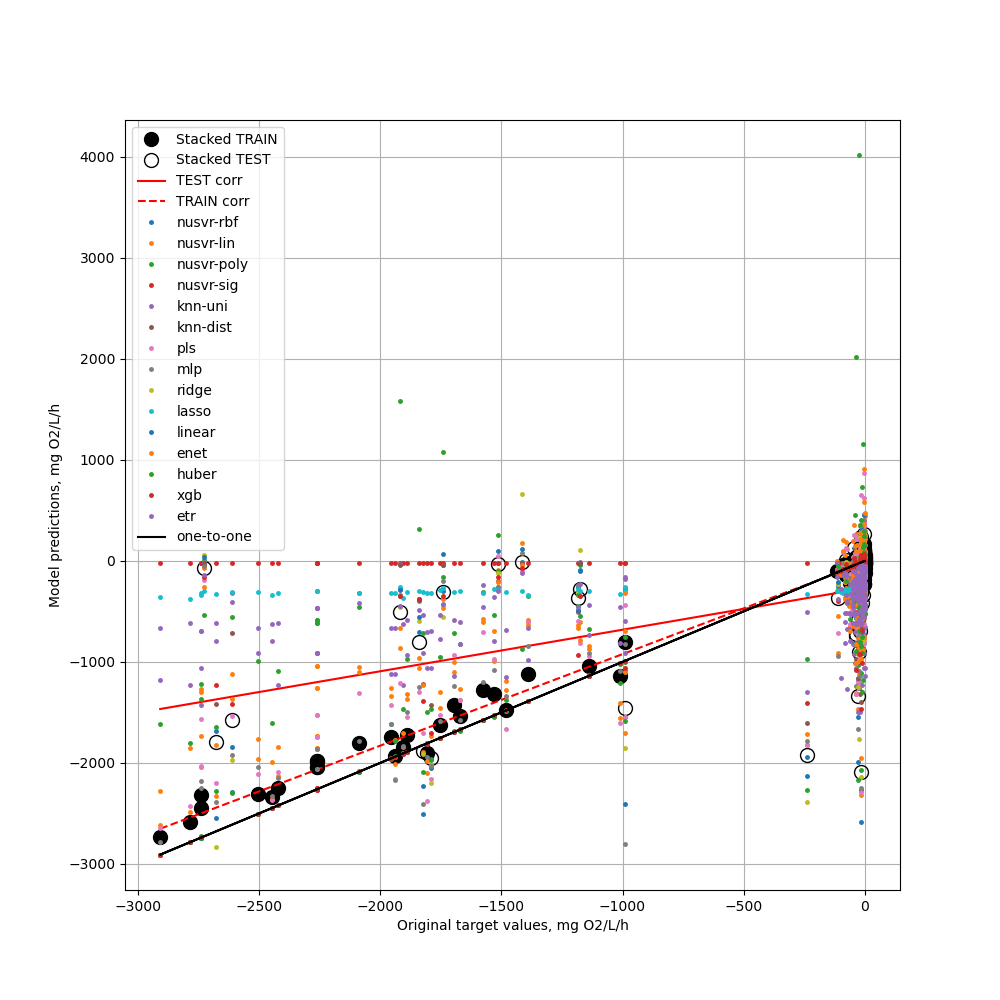 4000
3000
2000
1000
0
−1000
−2000
−3000
Model predictions, mg O2/L/h
Stacked TRAIN
Stacked TEST
TEST corr
TRAIN corr
nusvr-rbf
nusvr-lin
nusvr-poly
nusvr-sig
knn-uni
knn-dist
pls
mlp
ridge
lasso
linear
enet
huber
xgb
etr
one-to-one
−3000 −2500 −2000 −1500 −1000 −500 0
Original target values, mg O2/L/h